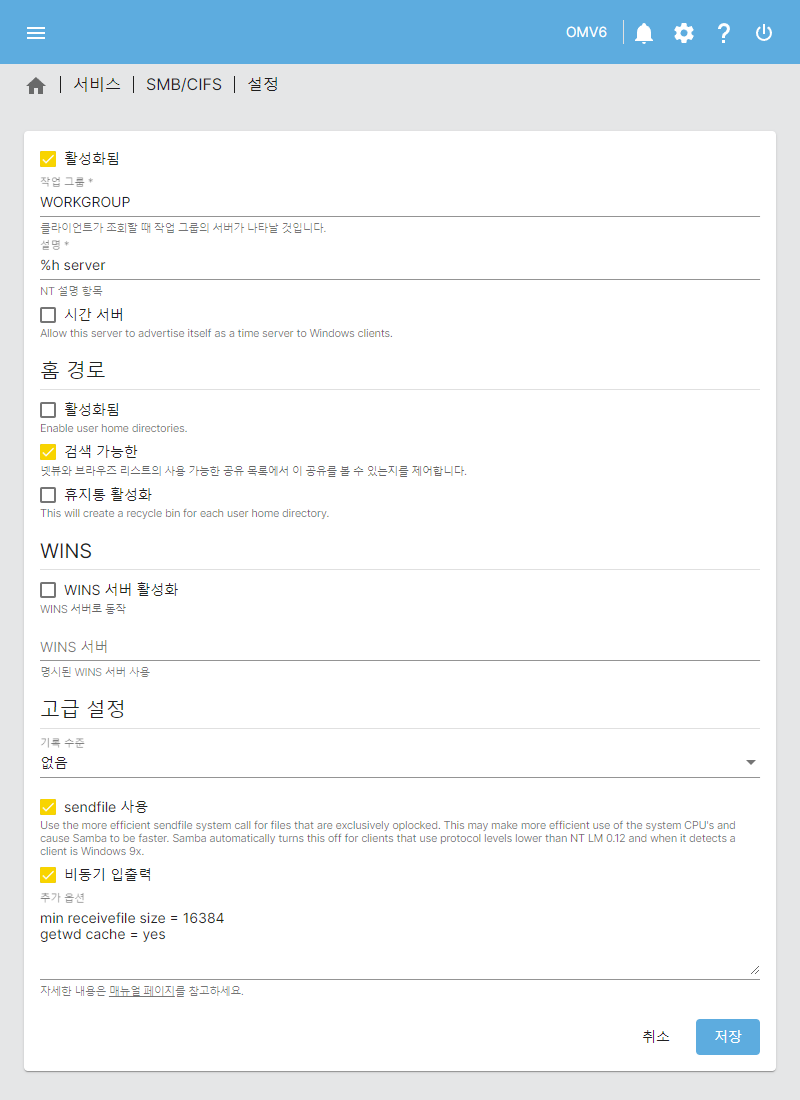 OMV6
서비스 | SMB/CIFS | 설정
활성화됨
작업 그룹 *
WORKGROUP
클라이언트가 조회할 때 작업 그룹의 서버가 나타날 것입니다.
설명 *
%h server
NT 설명 항목
시간 서버
Allow this server to advertise itself as a time server to Windows clients.
홈 경로
활성화됨
Enable user home directories.
검색 가능한
넷뷰와 브라우즈 리스트의 사용 가능한 공유 목록에서 이 공유를 볼 수 있는지를 제어합니다.
휴지통 활성화
This will create a recycle bin for each user home directory.
WINS
WINS 서버 활성화
WINS 서버로 동작
WINS 서버
명시된 WINS 서버 사용
고급 설정
기록 수준
없음
sendfile 사용
Use the more efficient sendfile system call for files that are exclusively oplocked. This may make more efficient use of the system CPU's and
cause Samba to be faster. Samba automatically turns this off for clients that use protocol levels lower than NT LM 0.12 and when it detects a
client is Windows 9x.
비동기 입출력
추가 옵션
min receivefile size = 16384
getwd cache = yes
자세한 내용은 매뉴얼 페이지를 참고하세요.
취소
저장